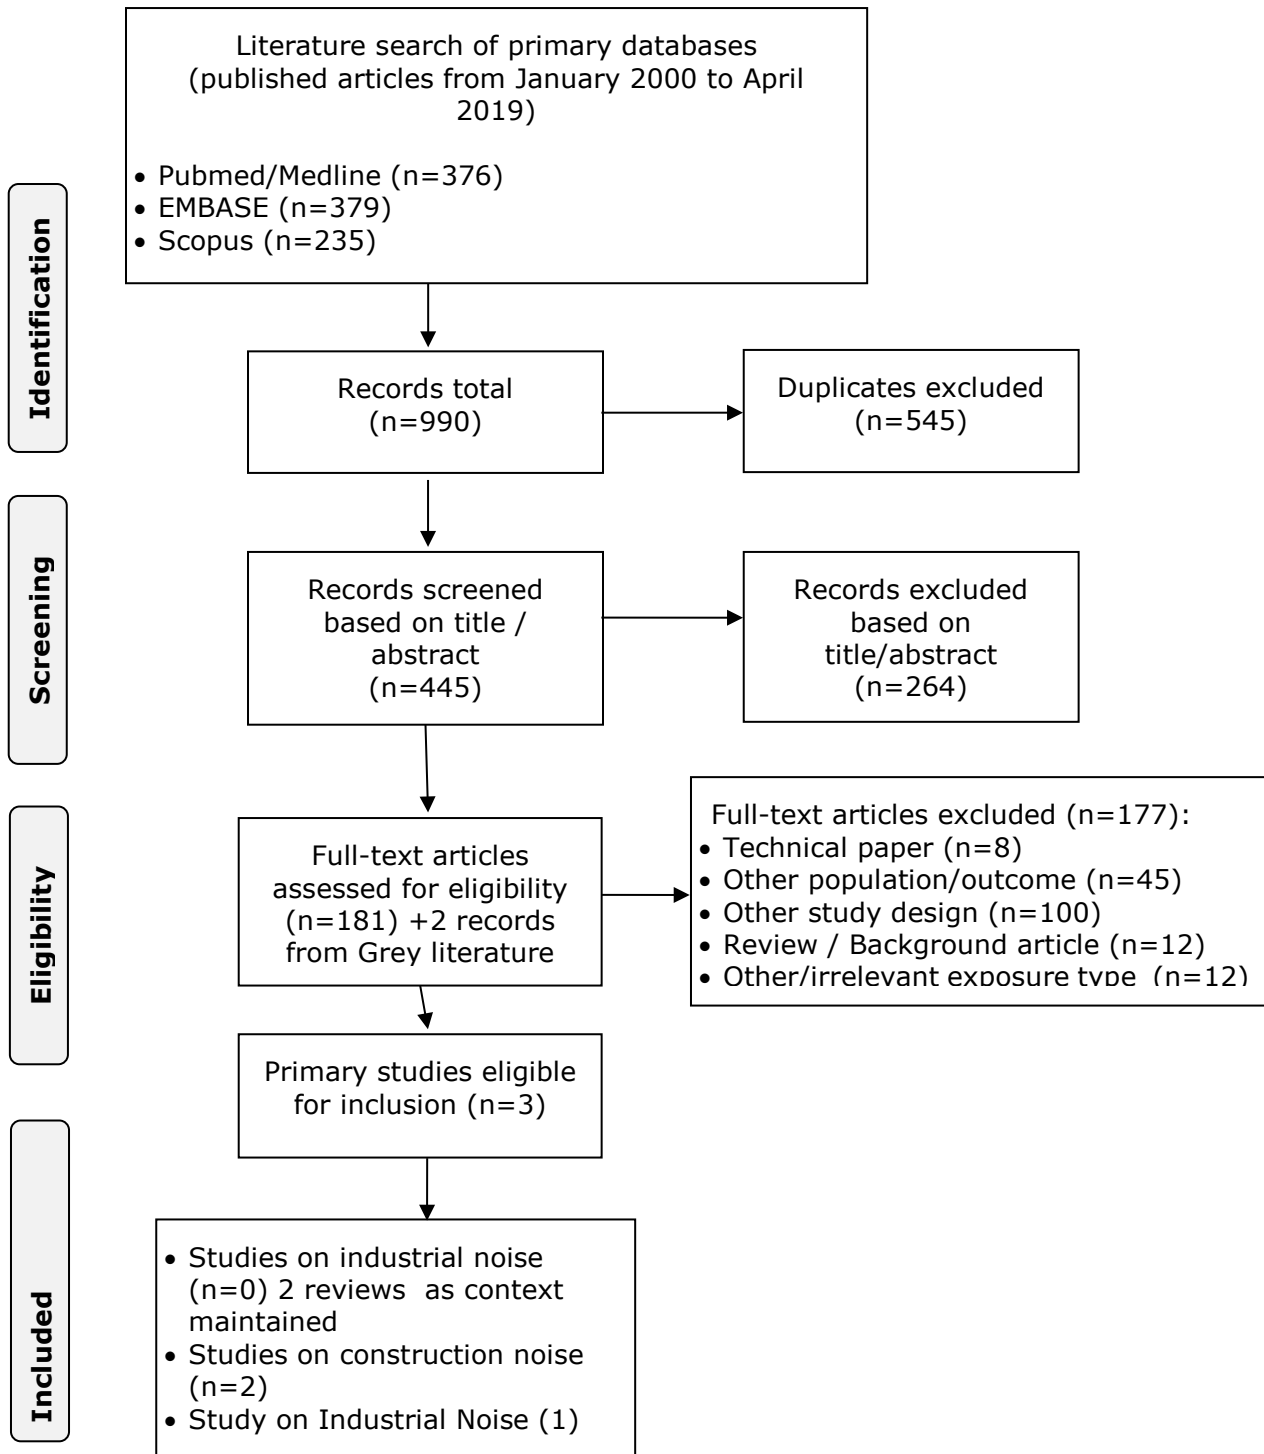 Literature search of primary databases
(published articles from January 2000 to April
2019)
• Pubmed/Medline (n=376)
• EMBASE (n=379)
• Scopus (n=235)
Identification
Records total
(n=990)
Duplicates excluded
(n=545)
Screening
Records screened
based on title /
abstract
(n=445)
Records excluded
based on
title/abstract
(n=264)
Eligibility
Full-text articles
assessed for eligibility
(n=181) +2 records
from Grey literature
Full-text articles excluded (n=177):
• Technical paper (n=8)
• Other population/outcome (n=45)
• Other study design (n=100)
• Review / Background article (n=12)
• Other/irrelevant exposure type (n=12)
Primary studies eligible
for inclusion (n=3)
Included
• Studies on industrial noise
(n=0) 2 reviews as context
maintained
• Studies on construction noise
(n=2)
• Study on Industrial Noise (1)